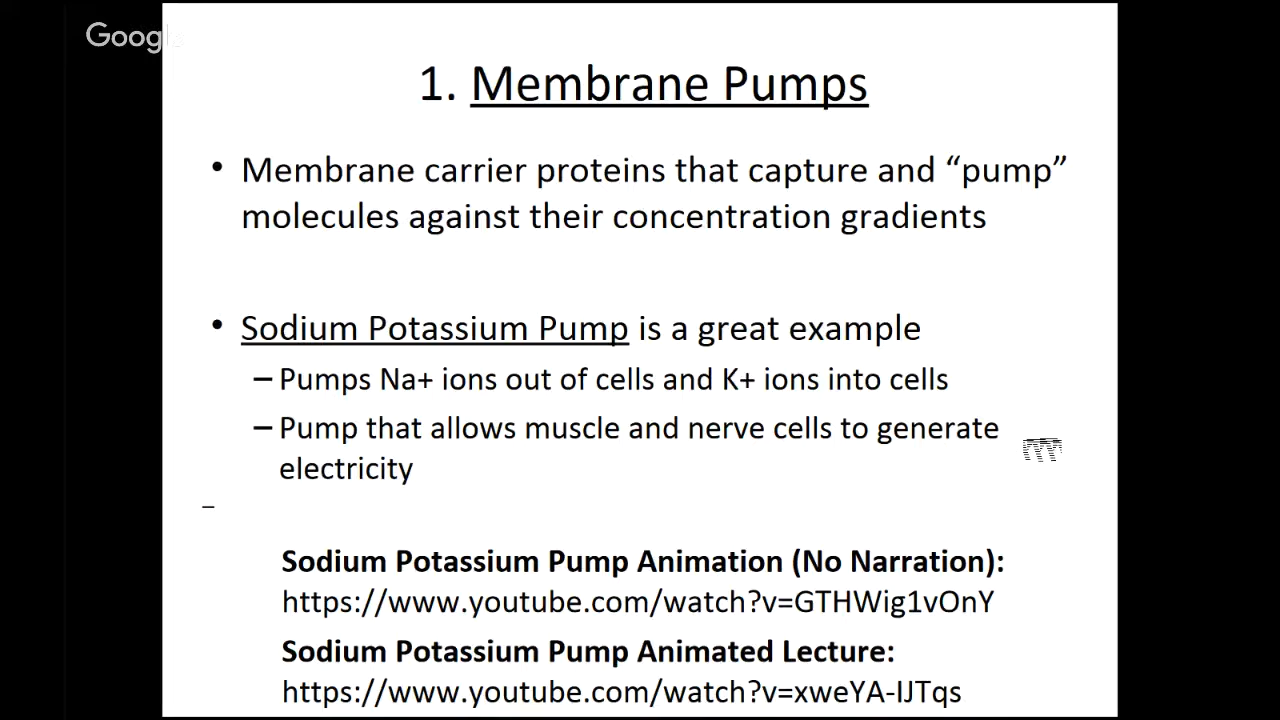 Google
1. Membrane Pumps
• Membrane carrier proteins that capture and “pump”
molecules against their concentration gradients
• Sodium Potassium Pump is a great example
– Pumps Na+ ions out of cells and K+ ions into cells
– Pump that allows muscle and nerve cells to generate
electricity
–
Sodium Potassium Pump Animation (No Narration):
https://www.youtube.com/watch?v=GTHWig1vOnY
Sodium Potassium Pump Animated Lecture:
https://www.youtube.com/watch?v=xweYA-IJTqs